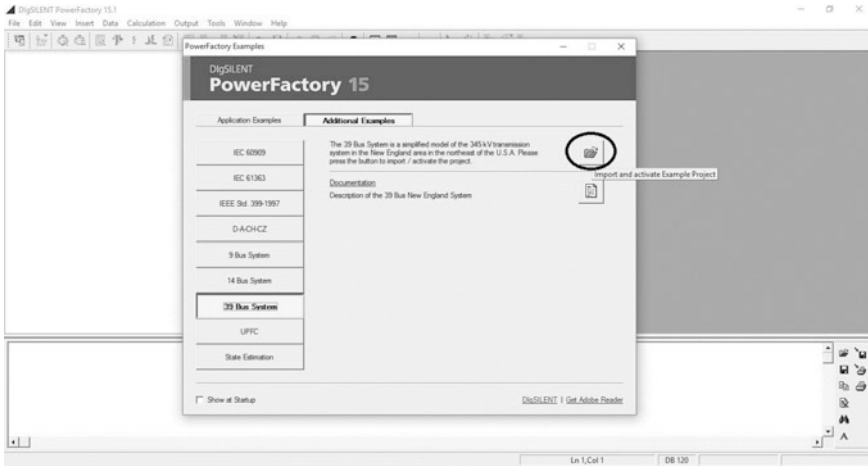 DIgSILENT PowerFactory 15.1
File Edit View Insert Data Calculation Output Tools Window Help
PowerFactory Examples
DIgSILENT
PowerFactory 15
Application Examples
Additional Examples
IEC 60909
IEC 61363
IEEE Std. 399-1997
D-A-CH-CZ
9 Bus System
14 Bus System
39 Bus System
UPFC
State Estimation
The 39 Bus System is a simplified model of the 345 kV transmission
system in the New England area in the northeast of the U.S.A. Please
press the button to import / activate the project.
Import and activate Example Project
Documentation
Description of the 39 Bus New England System
Show at Startup
DIgSILENT | Get Adobe Reader
Ln 1,Col 1
DB 120